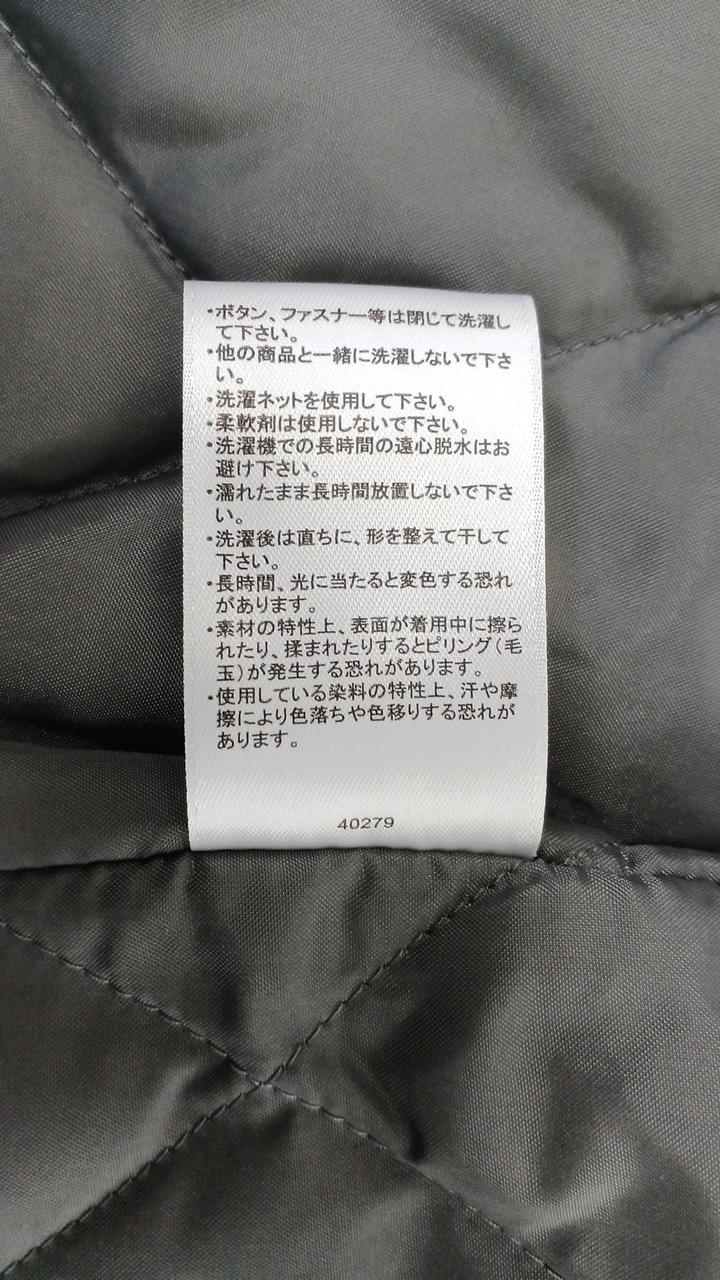 ・ボタン、ファスナー等は閉じて洗濯し
て下さい。
・他の商品と一緒に洗濯しないで下さ
い。
・洗濯ネットを使用して下さい。
・柔軟剤は使用しないで下さい。
・洗濯機での長時間の遠心脱水はお
避け下さい。
・濡れたまま長時間放置しないで下さ
い。
・洗濯後は直ちに、形を整えて干して
下さい。
・長時間、光に当たると変色する恐れ
があります。
・素材の特性上、表面が着用中に擦ら
れたり、揉まれたりするとピリング(毛
玉)が発生する恐れがあります。
・使用している染料の特性上、汗や摩
擦により色落ちや色移りする恐れが
あります。
40279